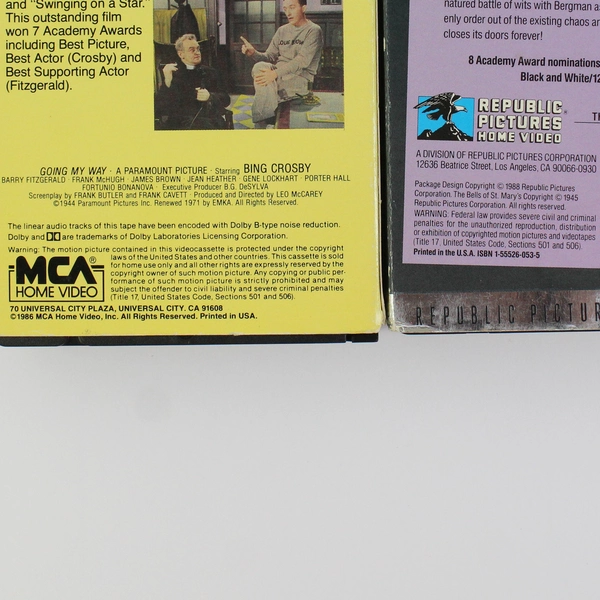 and "Swinging on a Star."
This outstanding film
won 7 Academy Awards
including Best Picture,
Best Actor (Crosby) and
Best Supporting Actor
(Fitzgerald).
GOING MY WAY · A PARAMOUNT PICTURE · Starring BING CROSBY
BARRY FITZGERALD · FRANK McHUGH · JAMES BROWN · JEAN HEATHER · GENE LOCKHART · PORTER HALL
FORTUNIO BONANOVA · Executive Producer B.G. DeSYLVA
Screenplay by FRANK BUTLER and FRANK CAVETT · Produced and Directed by LEO McCAREY
©1944 Paramount Pictures Inc. Renewed 1971 by EMKA. All Rights Reserved.
The linear audio tracks of this tape have been encoded with Dolby B-type noise reduction.
Dolby and DD are trademarks of Dolby Laboratories Licensing Corporation.
Warning: The motion picture contained in this videocassette is protected under the copyright
laws of the United States and other countries. This cassette is sold
for home use only and all other rights are expressly reserved by the
copyright owner of such motion picture. Any copying or public per-
formance of such motion picture is strictly prohibited and may
subject the offender to civil liability and severe criminal penalties
(Title 17, United States Code, Sections 501 and 506).
MCA®
HOME VIDEO
70 UNIVERSAL CITY PLAZA, UNIVERSAL CITY, CA 91608
©1986 MCA Home Video, Inc. All Rights Reserved. Printed in USA.
natured battle of wits with Bergman as
enly order out of the existing chaos an
closes its doors forever!
8 Academy Award nominations
Black and White/12
REPUBLIC
PICTURES
HOME VIDEO
TH
A DIVISION OF REPUBLIC PICTURES CORPORATION
12636 Beatrice Street, Los Angeles, CA 90066-0930
Package Design Copyright © 1988 Republic Pictures
Corporation. The Bells of St. Mary's Copyright © 1945
Republic Pictures Corporation. All rights reserved.
WARNING: Federal law provides severe civil and criminal
penalties for the unauthorized reproduction, distribution
or exhibition of copyrighted motion pictures and videotapes
(Title 17, United States Code, Sections 501 and 506).
Printed in the U.S.A. ISBN 1-55526-053-5
REPUBLIC PICTUR